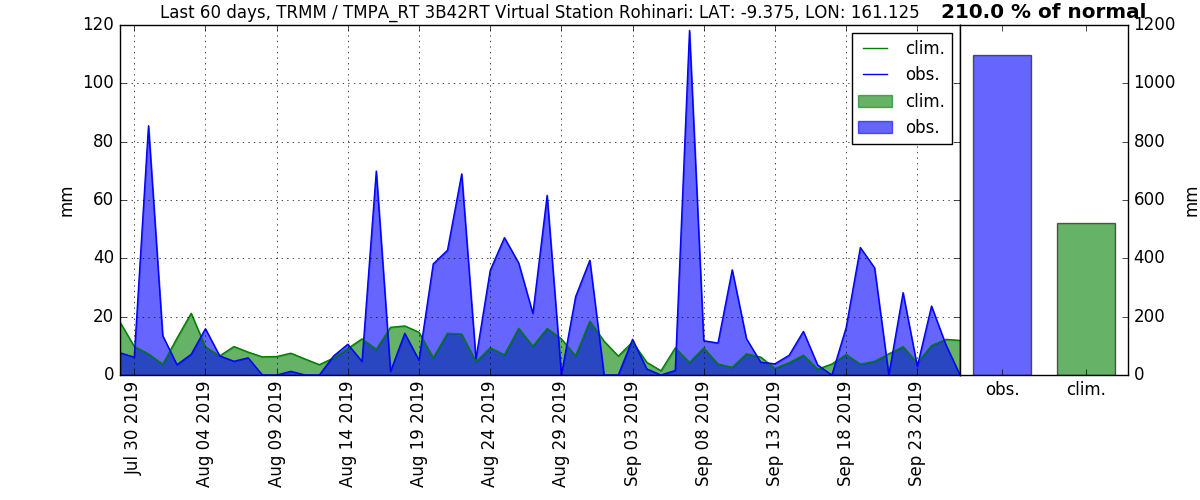 Last 60 days, TRMM / TMPA_RT 3B42RT Virtual Station Rohinari: LAT: -9.375, LON: 161.125
210.0 % of normal
120
100
80
60
40
20
0
mm
clim.
obs.
clim.
obs.
1200
1000
800
600
400
200
0
mm
Jul 30 2019
Aug 04 2019
Aug 09 2019
Aug 14 2019
Aug 19 2019
Aug 24 2019
Aug 29 2019
Sep 03 2019
Sep 08 2019
Sep 13 2019
Sep 18 2019
Sep 23 2019
obs.
clim.